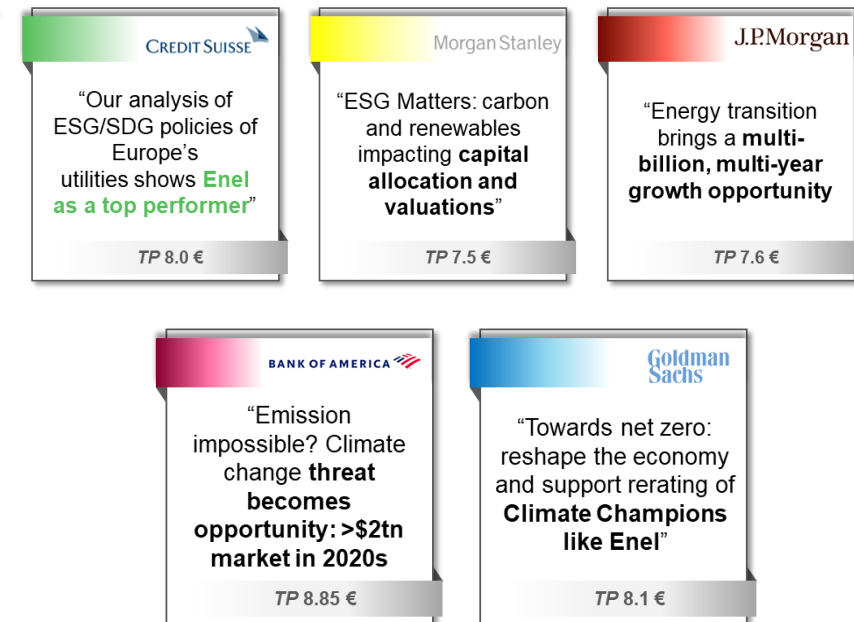 CREDIT SUISSE
“Our analysis of
ESG/SDG policies of
Europe’s
utilities shows Enel
as a top performer”
TP 8.0 €
Morgan Stanley
“ESG Matters: carbon
and renewables
impacting capital
allocation and
valuations”
TP 7.5 €
J.P.Morgan
“Energy transition
brings a multi-
billion, multi-year
growth opportunity
TP 7.6 €
BANK OF AMERICA
“Emission
impossible? Climate
change threat
becomes
opportunity: >$2tn
market in 2020s
TP 8.85 €
Goldman
Sachs
“Towards net zero:
reshape the economy
and support rerating of
Climate Champions
like Enel”
TP 8.1 €